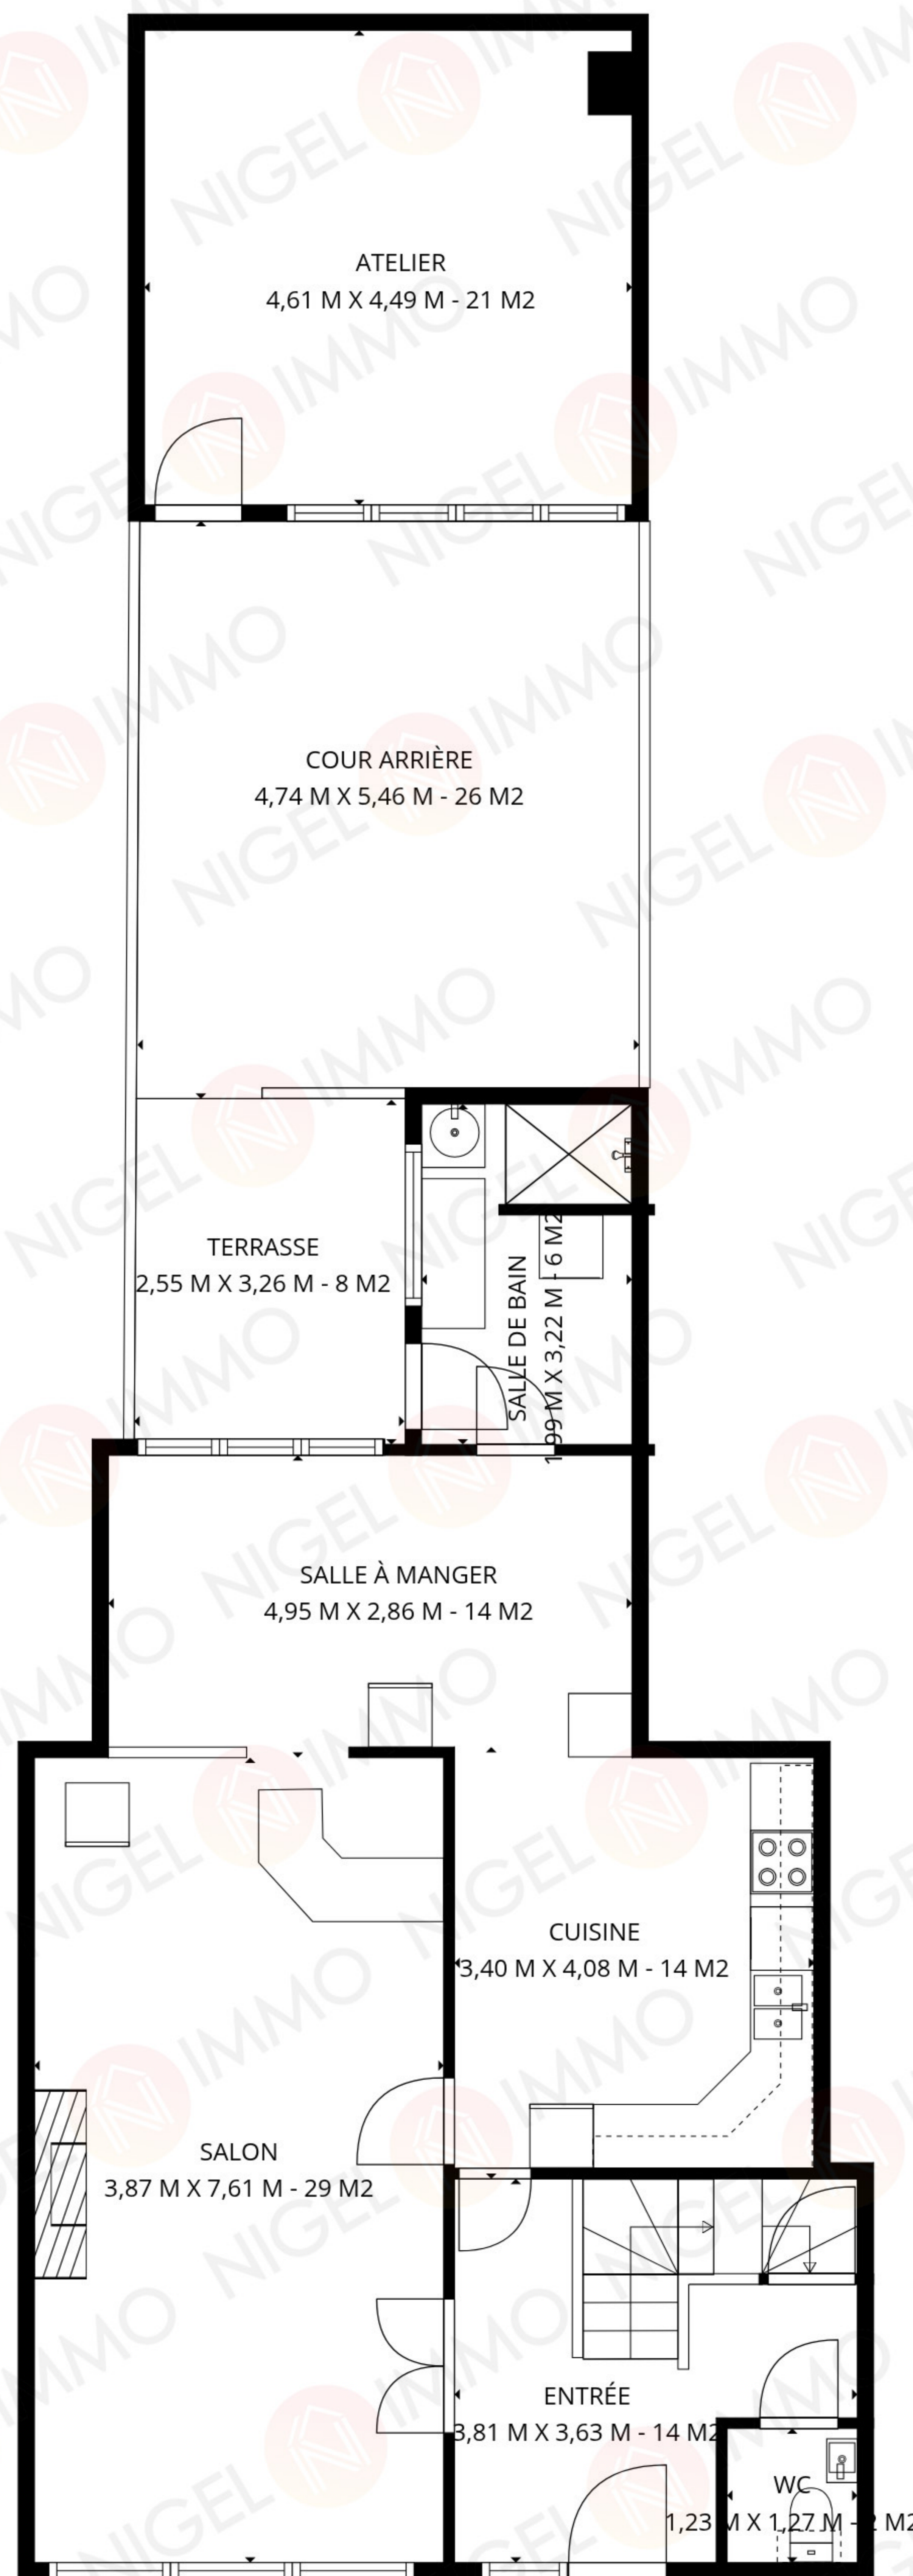 ATELIER
4,61 M X 4,49 M - 21 M2
COUR ARRIÈRE
4,74 M X 5,46 M - 26 M2
TERRASSE
2,55 M X 3,26 M - 8 M2
SALLE DE BAIN
1,99 M X 3,22 M - 6 M2
SALLE À MANGER
4,95 M X 2,86 M - 14 M2
CUISINE
3,40 M X 4,08 M - 14 M2
SALON
3,87 M X 7,61 M - 29 M2
ENTRÉE
3,81 M X 3,63 M - 14 M2
WC
1,23 M X 1,27 M - 2 M2
NIGEL IMMO